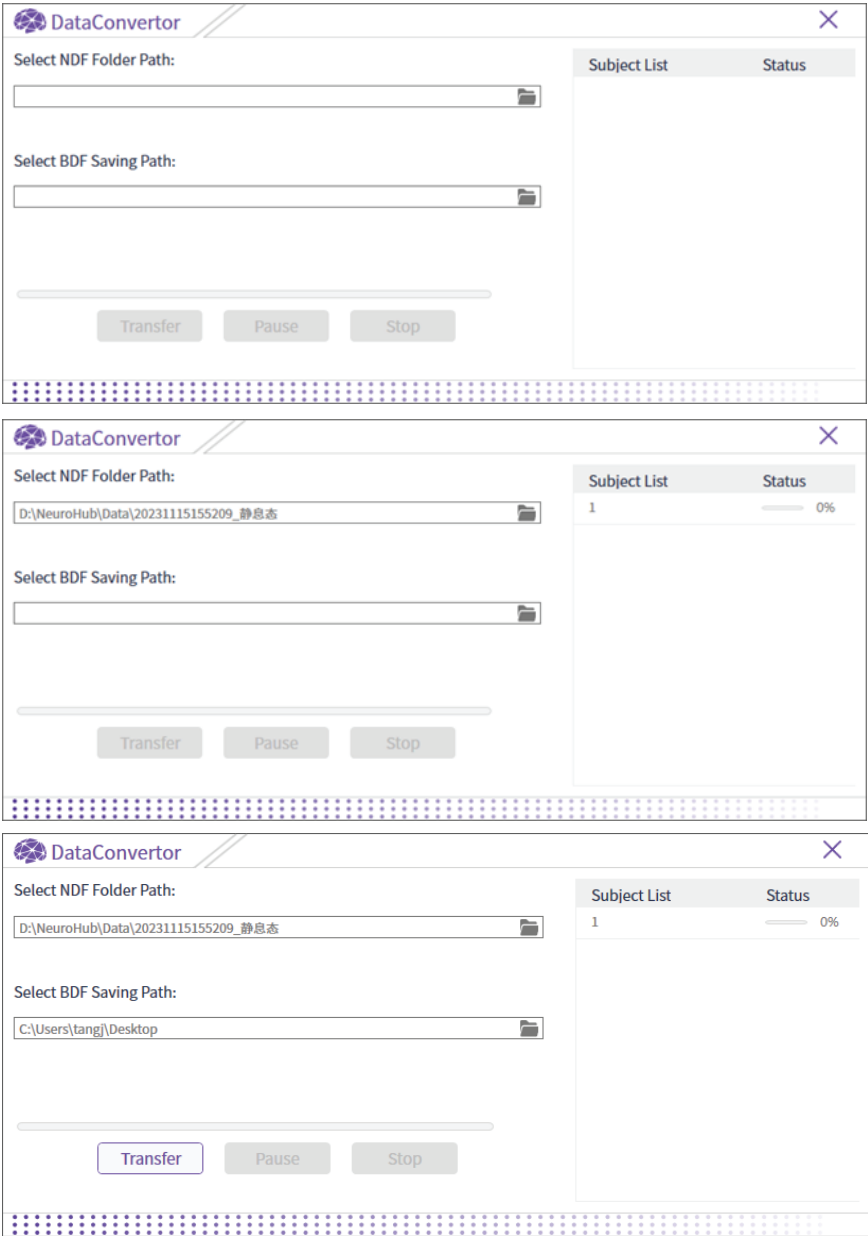 DataConvertor
Select NDF Folder Path:
Select BDF Saving Path:
Transfer Pause Stop
Subject List Status
DataConvertor
Select NDF Folder Path:
D:\NeuroHub\Data\20231115155209_静息态
Select BDF Saving Path:
Transfer Pause Stop
Subject List Status
1 0%
DataConvertor
Select NDF Folder Path:
D:\NeuroHub\Data\20231115155209_静息态
Select BDF Saving Path:
C:\Users\tangj\Desktop
Transfer Pause Stop
Subject List Status
1 0%